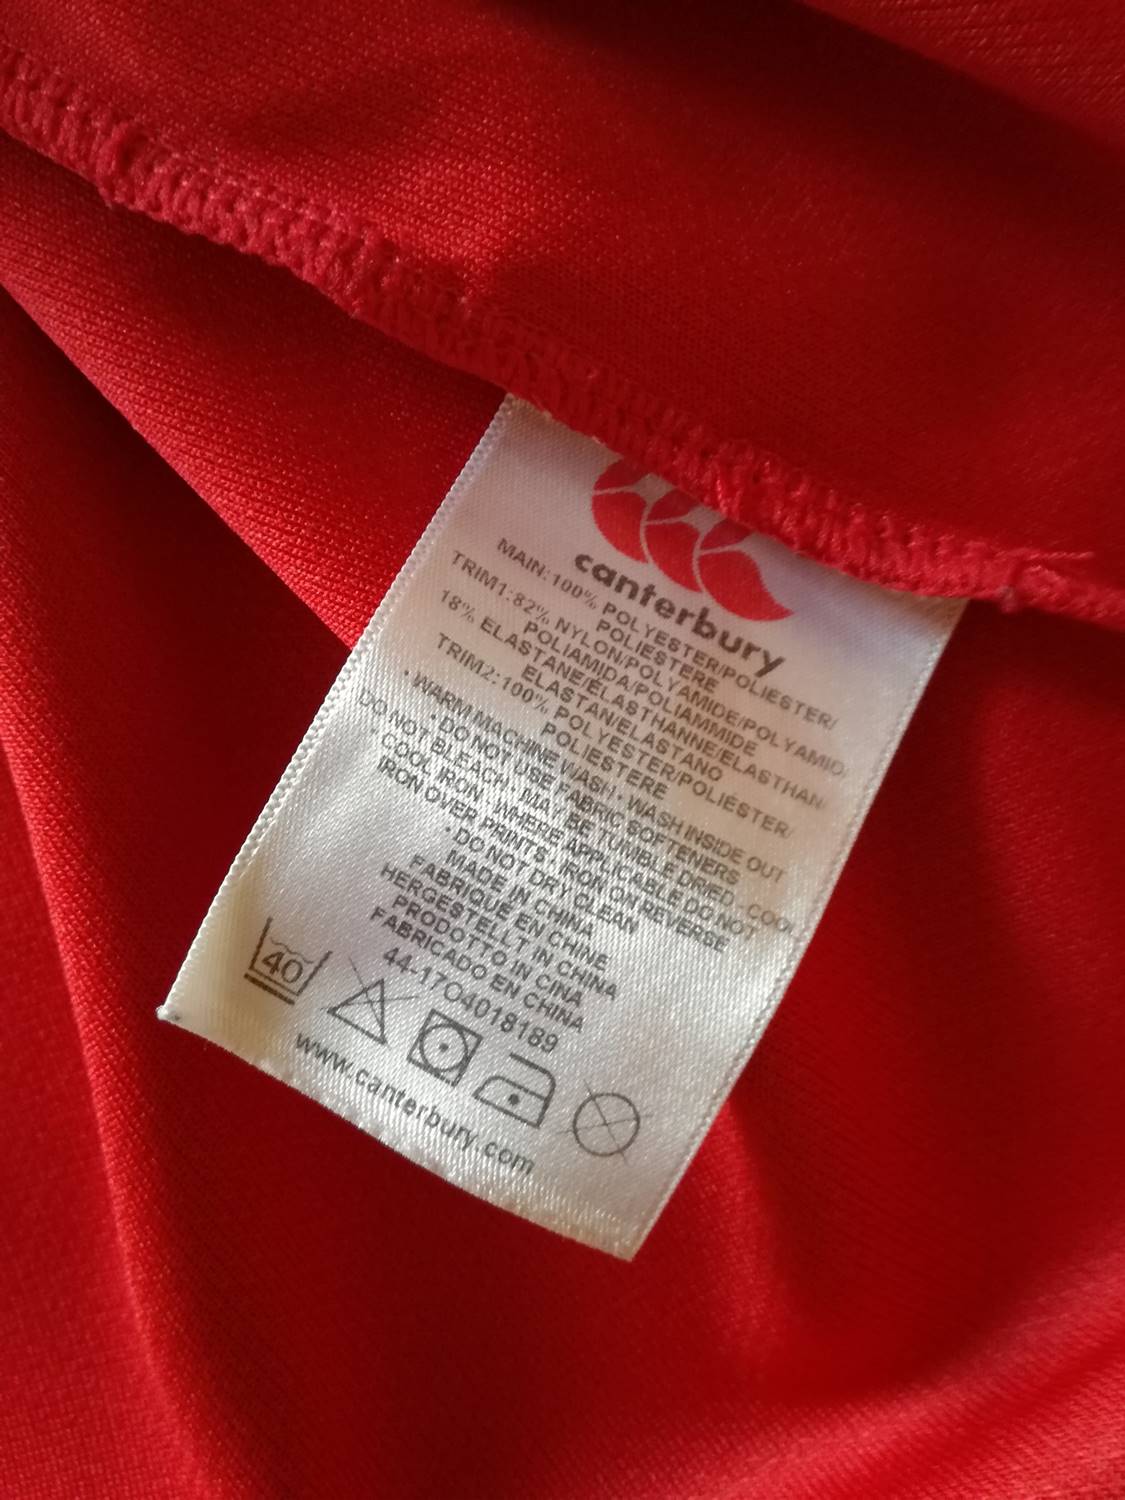 canterbury
MAIN:100% POLYESTER/POLIESTER/
POLIESTERE
TRIM1:82% NYLON/POLYAMIDE/POLYAMID
POLIAMIDA/POLIAMMIDE
18% ELASTANE/ÉLASTHANNE/ELASTHAN/
ELASTAN/ELASTANO
TRIM2:100% POLYESTER/POLIÉSTER/
POLIESTERE
• WARM MACHINE WASH • WASH INSIDE OUT
• DO NOT USE FABRIC SOFTENERS
DO NOT BLEACH • MAY BE TUMBLE DRIED • COOL
COOL IRON, WHERE APPLICABLE DO NOT
IRON OVER PRINTS, IRON ON REVERSE
• DO NOT DRY CLEAN
MADE IN CHINA
FABRIQUE EN CHINE
HERGESTELLT IN CHINA
PRODOTTO IN CINA
FABRICADO EN CHINA
44-17O4018189
40
www.canterbury.com